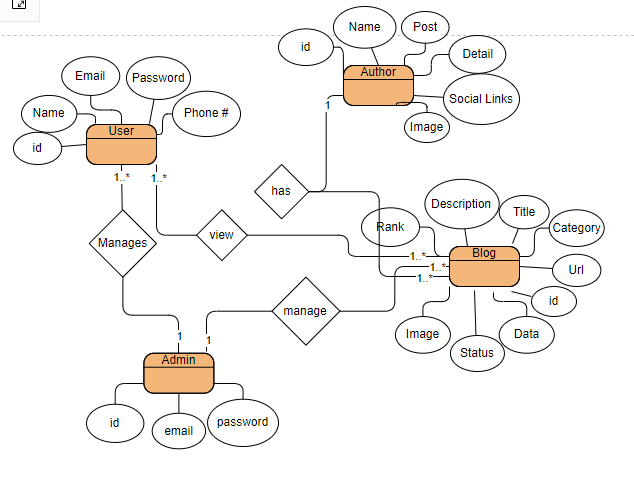 Name
Post
id
Detail
Author
Email
Password
Social Links
1
Name
Phone #
Image
User
id
1..*
1..*
has
Description
Title
Rank
Category
Manages
view
Blog
1..*
1..*
Url
1..*
id
manage
Image
Data
1
1
Status
Admin
id
email
password